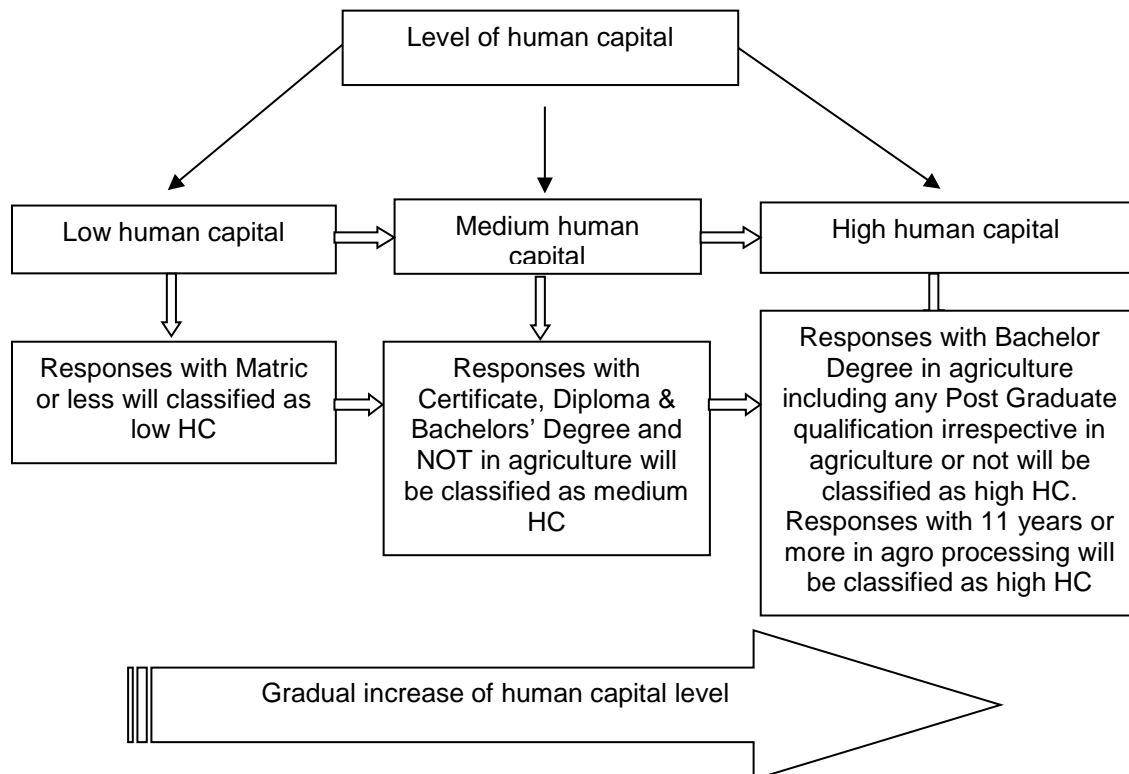 Level of human capital
Low human capital
Medium human
capital
High human capital
Responses with Matric
or less will classified as
low HC
Responses with
Certificate, Diploma &
Bachelors’ Degree and
NOT in agriculture will
be classified as medium
HC
Responses with Bachelor
Degree in agriculture
including any Post Graduate
qualification irrespective in
agriculture or not will be
classified as high HC.
Responses with 11 years or
more in agro processing will
be classified as high HC
Gradual increase of human capital level